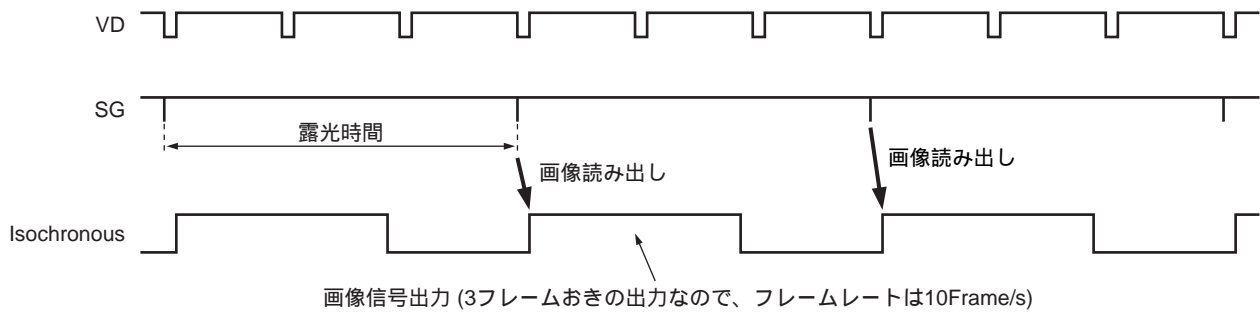 VD
SG
露光時間
画像読み出し
画像読み出し
Isochronous
画像信号出力 (3フレームおきの出力なので、フレームレートは10Frame/s)